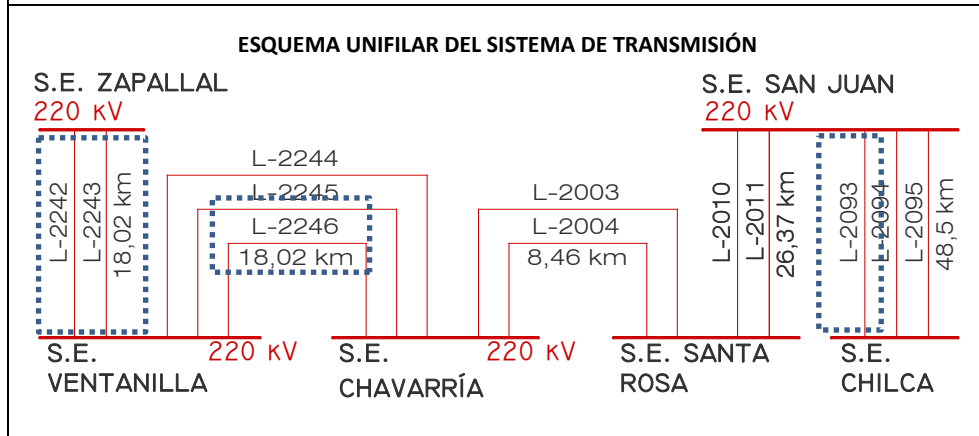 ESQUEMA UNIFILAR DEL SISTEMA DE TRANSMISIÓN
S.E. ZAPALLAL
220 KV
S.E. SAN JUAN
220 KV
L-2242
L-2243
18,02 km
L-2244
L-2245
L-2246
18,02 km
L-2003
L-2004
8,46 km
L-2010
L-2011
26,37 km
L-2093
L-2094
L-2095
48,5 km
S.E.
VENTANILLA
220 KV
S.E.
CHAVARRÍA
220 KV
S.E. SANTA
ROSA
S.E.
CHILCA